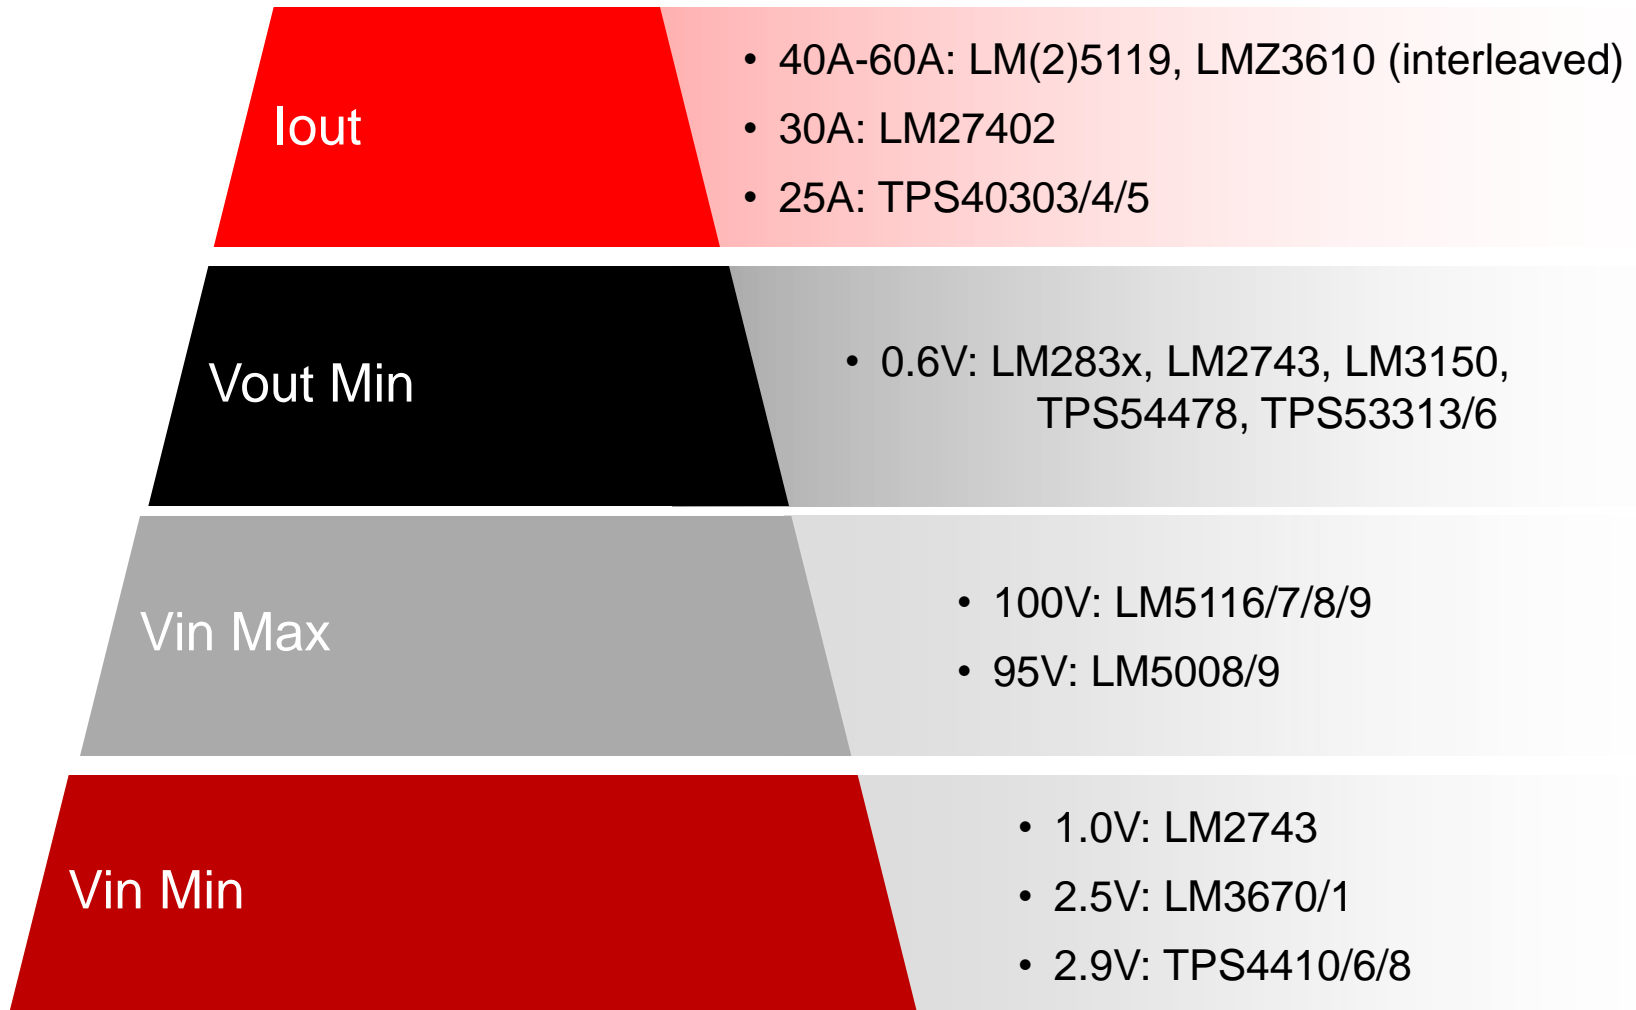 Iout
• 40A-60A: LM(2)5119, LMZ3610 (interleaved)
• 30A: LM27402
• 25A: TPS40303/4/5
Vout Min
• 0.6V: LM283x, LM2743, LM3150,
TPS54478, TPS53313/6
Vin Max
• 100V: LM5116/7/8/9
• 95V: LM5008/9
Vin Min
• 1.0V: LM2743
• 2.5V: LM3670/1
• 2.9V: TPS4410/6/8